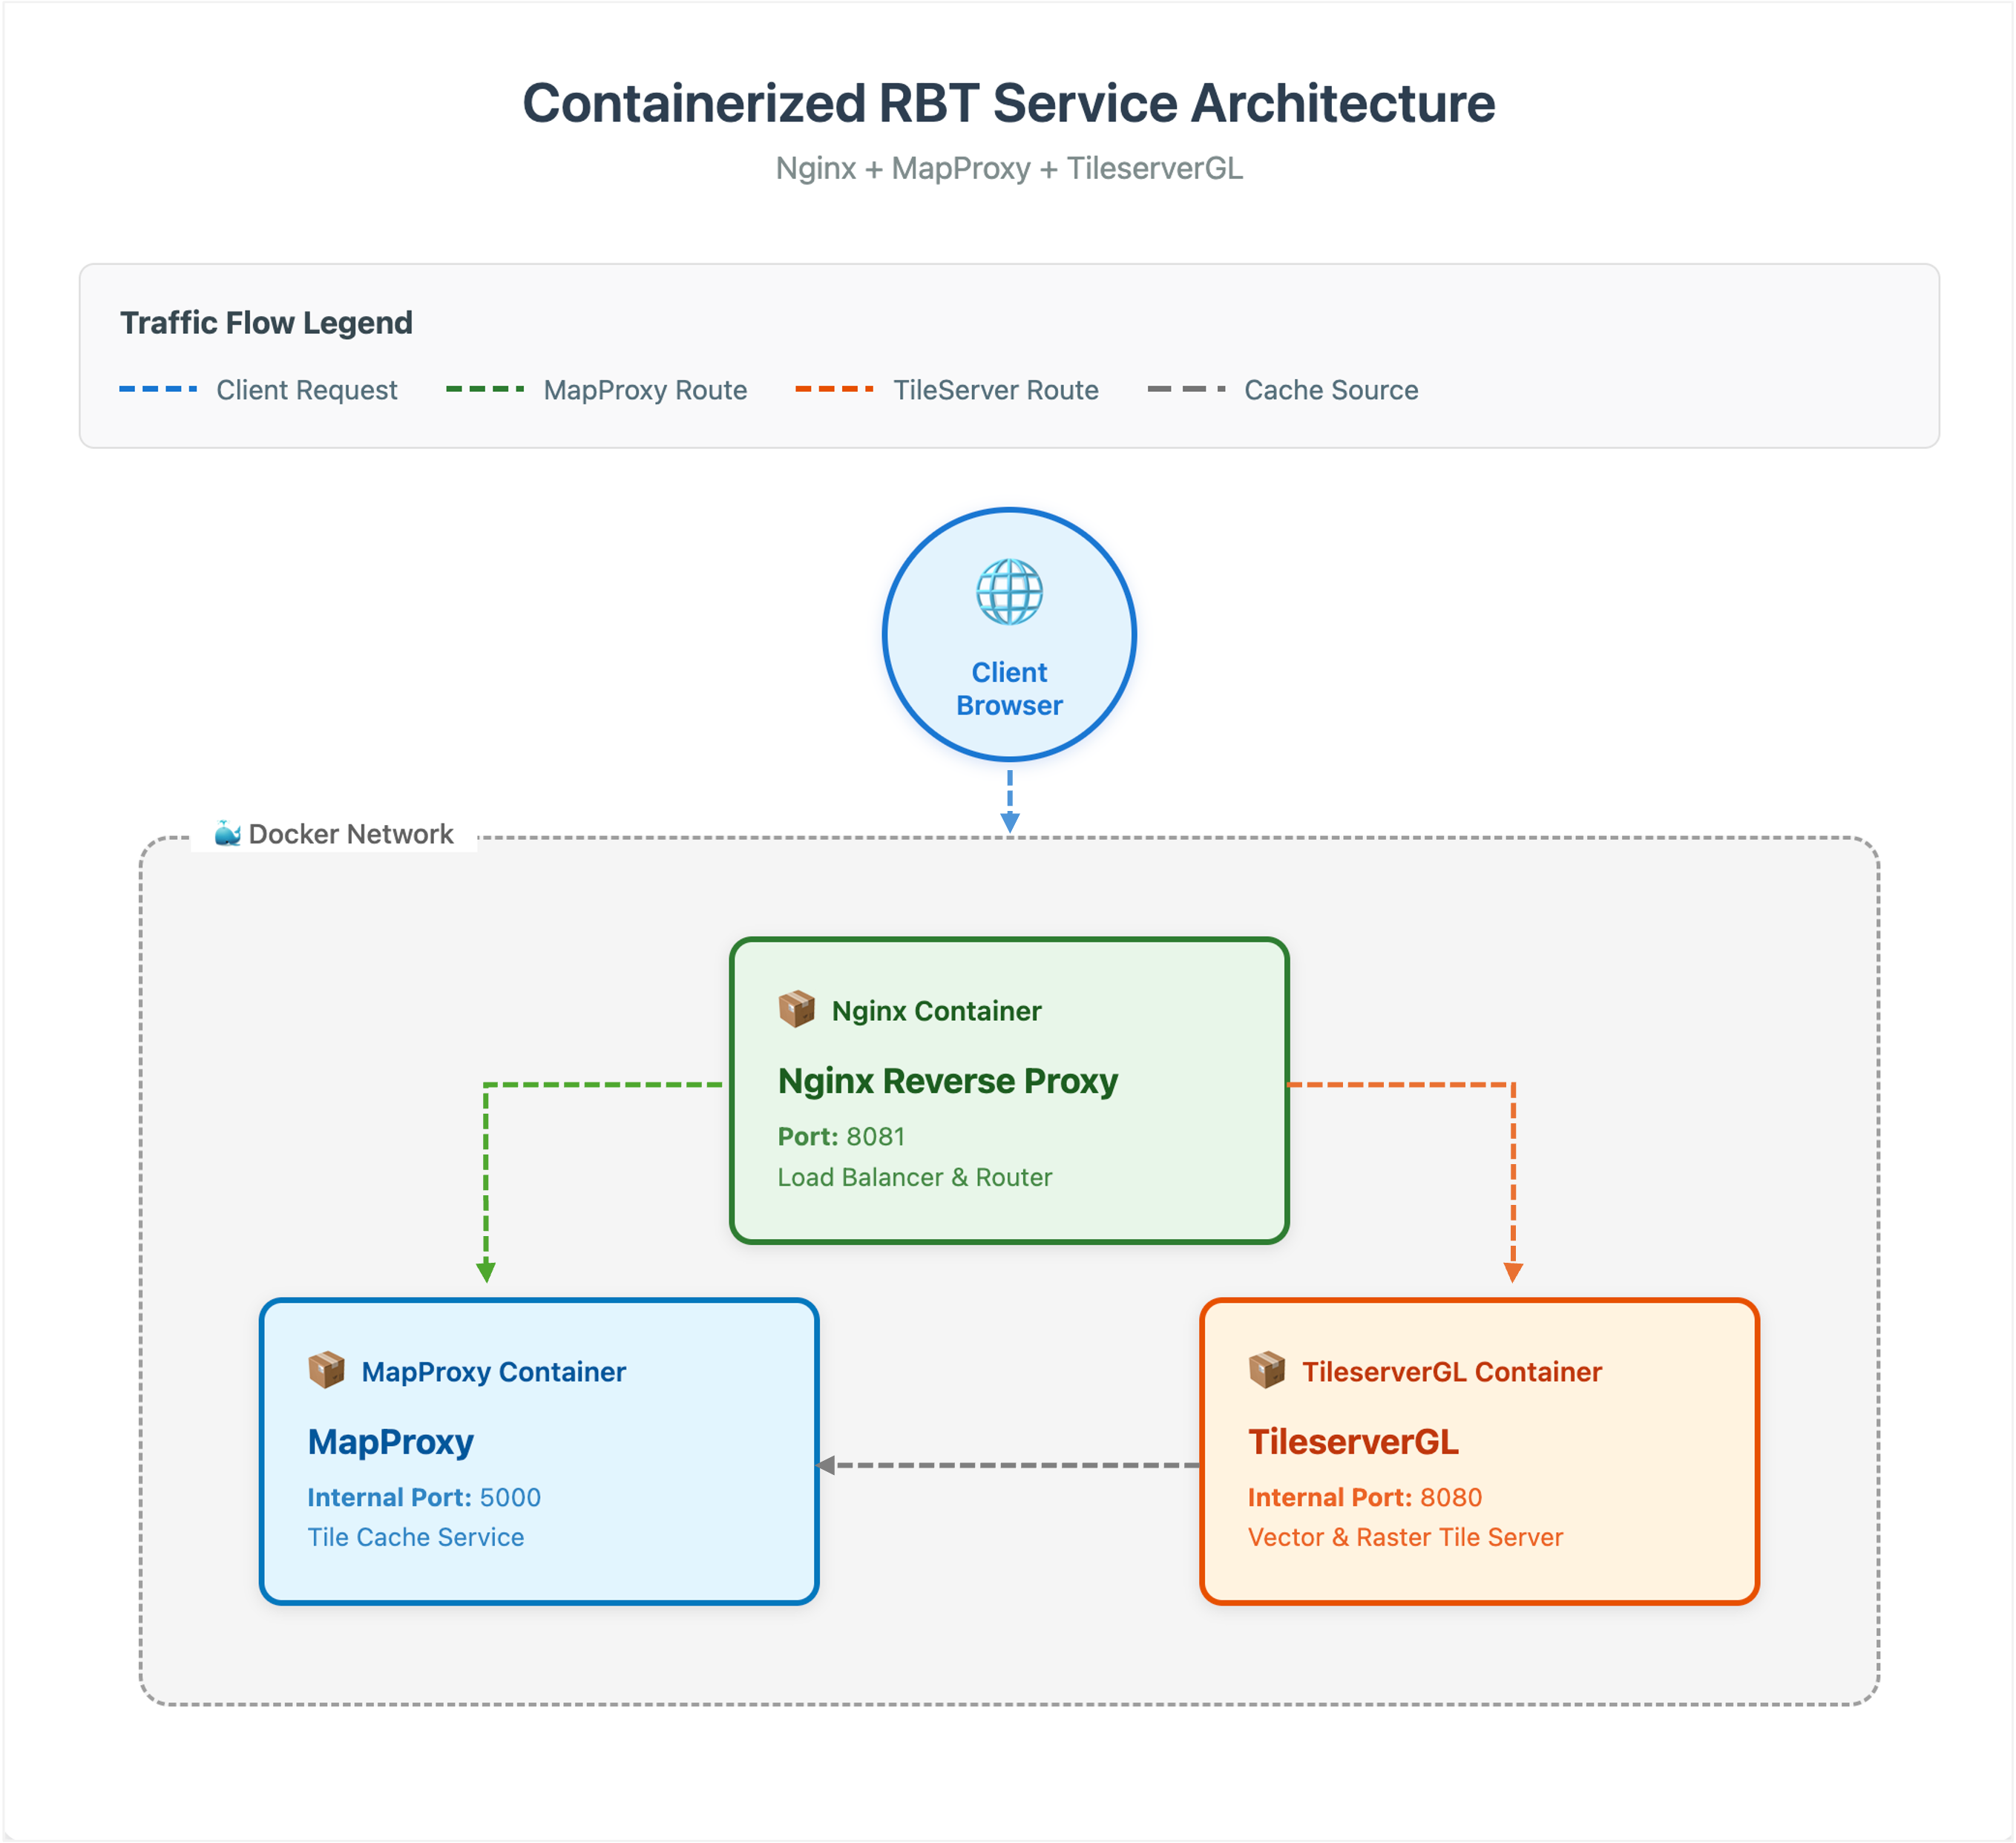 Containerized RBT Service Architecture
Nginx + MapProxy + TileserverGL
Traffic Flow Legend
Client Request
MapProxy Route
TileServer Route
Cache Source
Client
Browser
Docker Network
Nginx Container
Nginx Reverse Proxy
Port: 8081
Load Balancer & Router
MapProxy Container
MapProxy
Internal Port: 5000
Tile Cache Service
TileserverGL Container
TileserverGL
Internal Port: 8080
Vector & Raster Tile Server